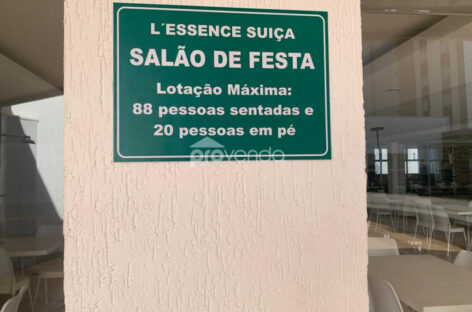 L´ESSENCE SUIÇA
SALÃO DE FESTA
Lotação Máxima:
88 pessoas sentadas e
20 pessoas em pé
provenda